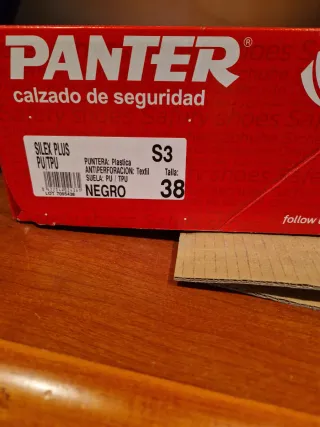 PANTER®
calzado de seguridad
SILEX PLUS
PU/TPU
S3
PUNTERA: Plastica
ANTIPERFORACION: Textil
SUELA: PU / TPU
Talla:
NEGRO
38
follow